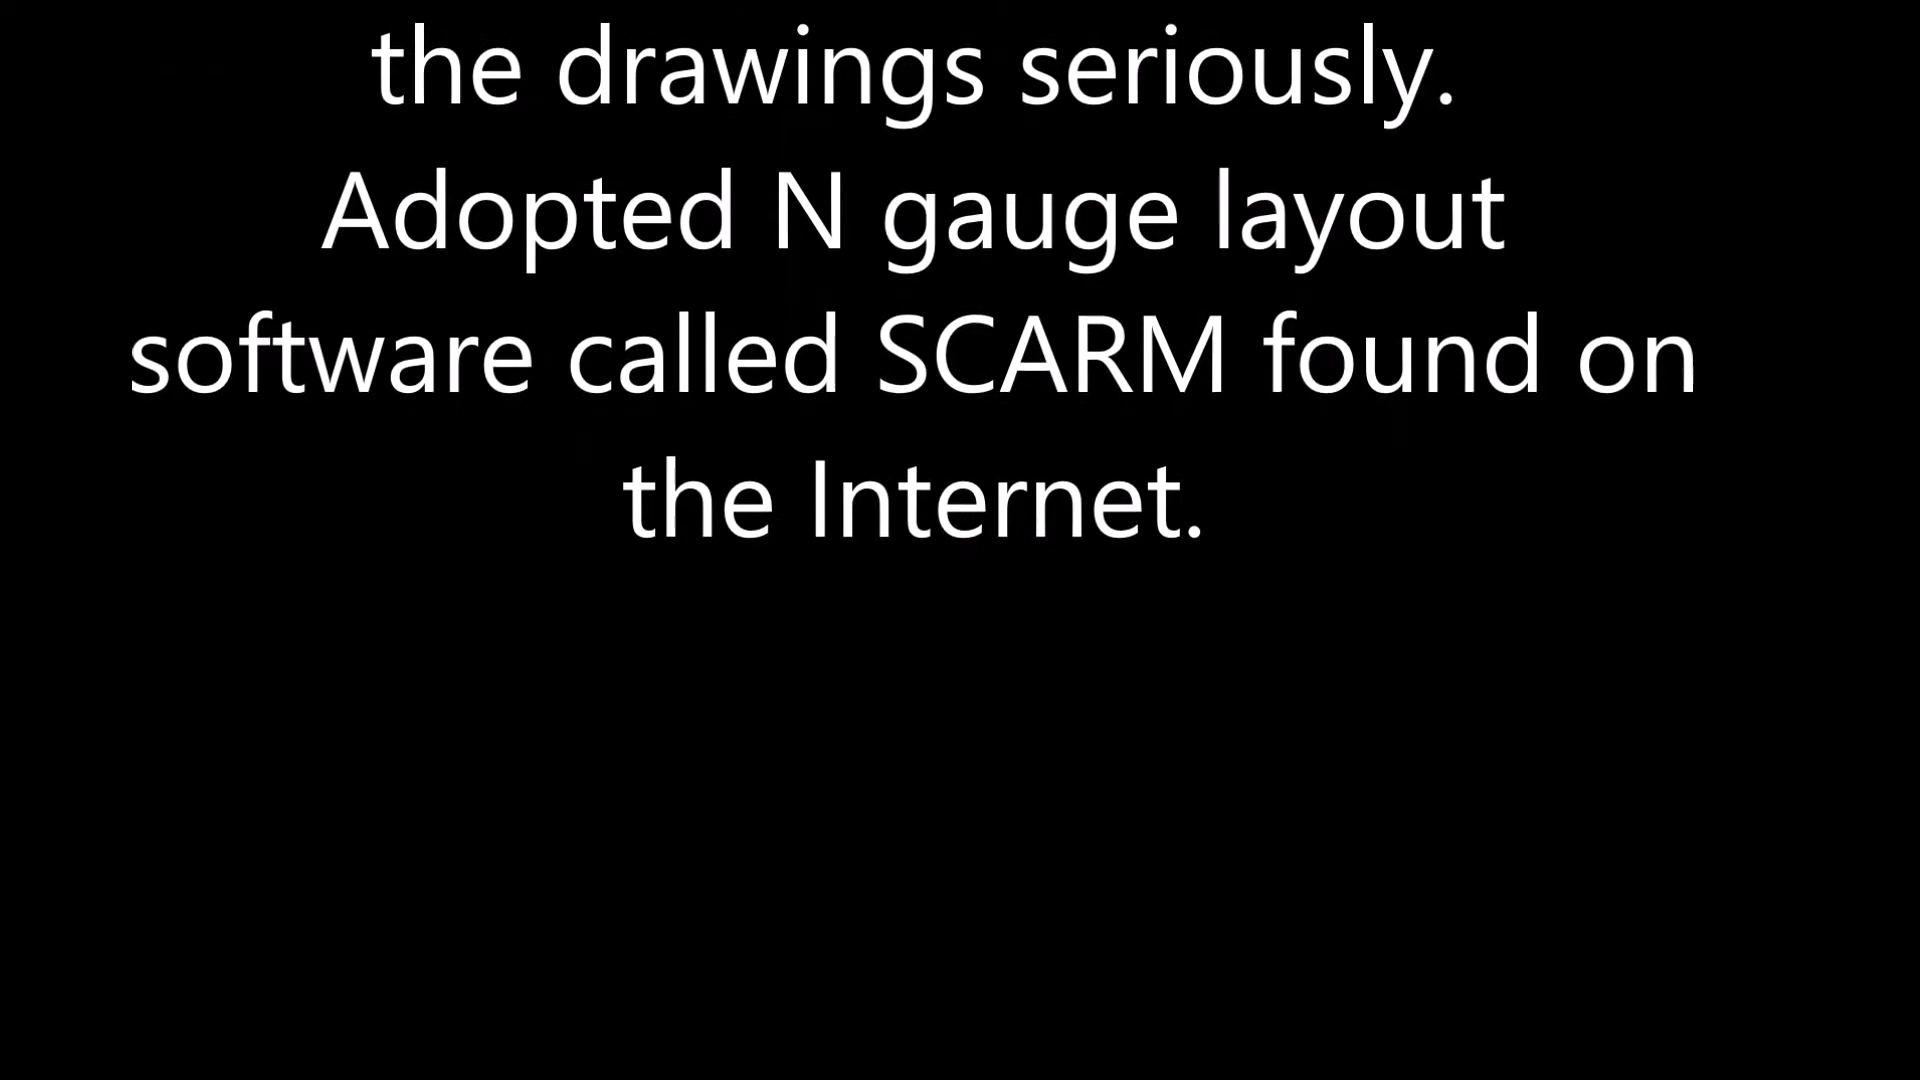 the drawings seriously.
Adopted N gauge layout
software called SCARM found on
the Internet.